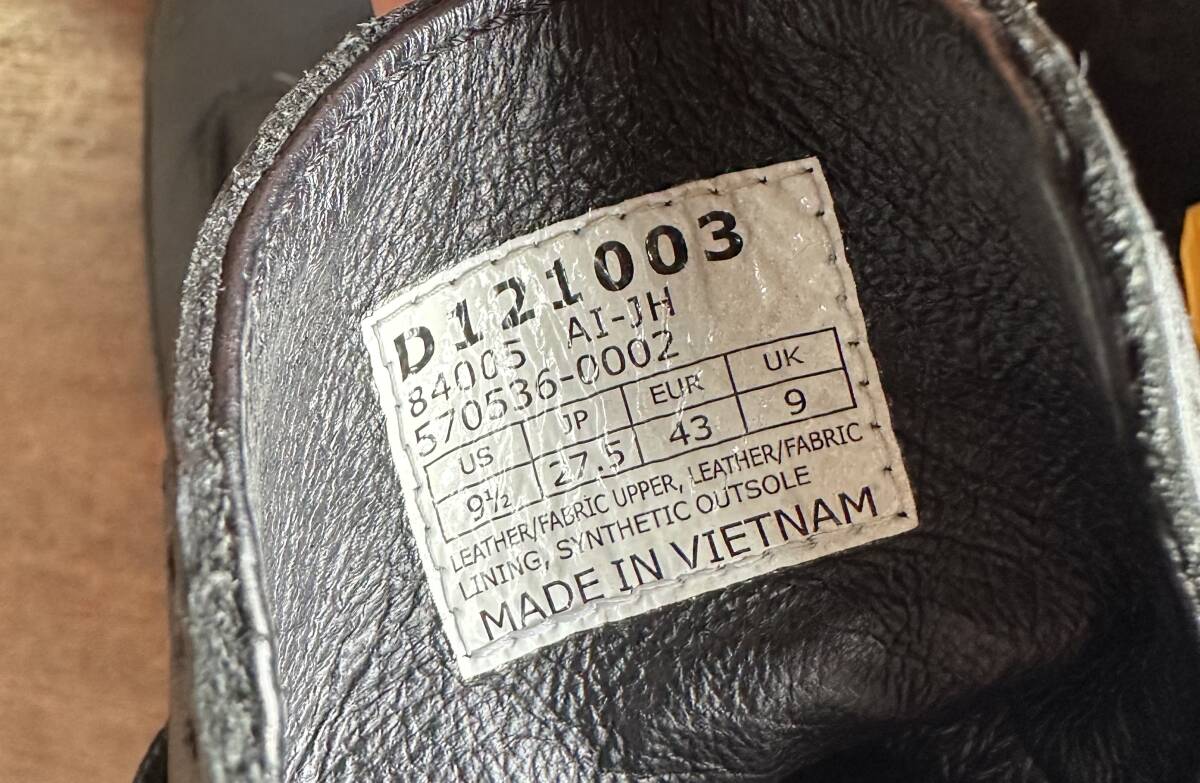 D121003
84005 AI-JH
570536-0002
US JP EUR UK
9½ 27.5 43 9
LEATHER/FABRIC UPPER, LEATHER/FABRIC
LINING, SYNTHETIC OUTSOLE
MADE IN VIETNAM